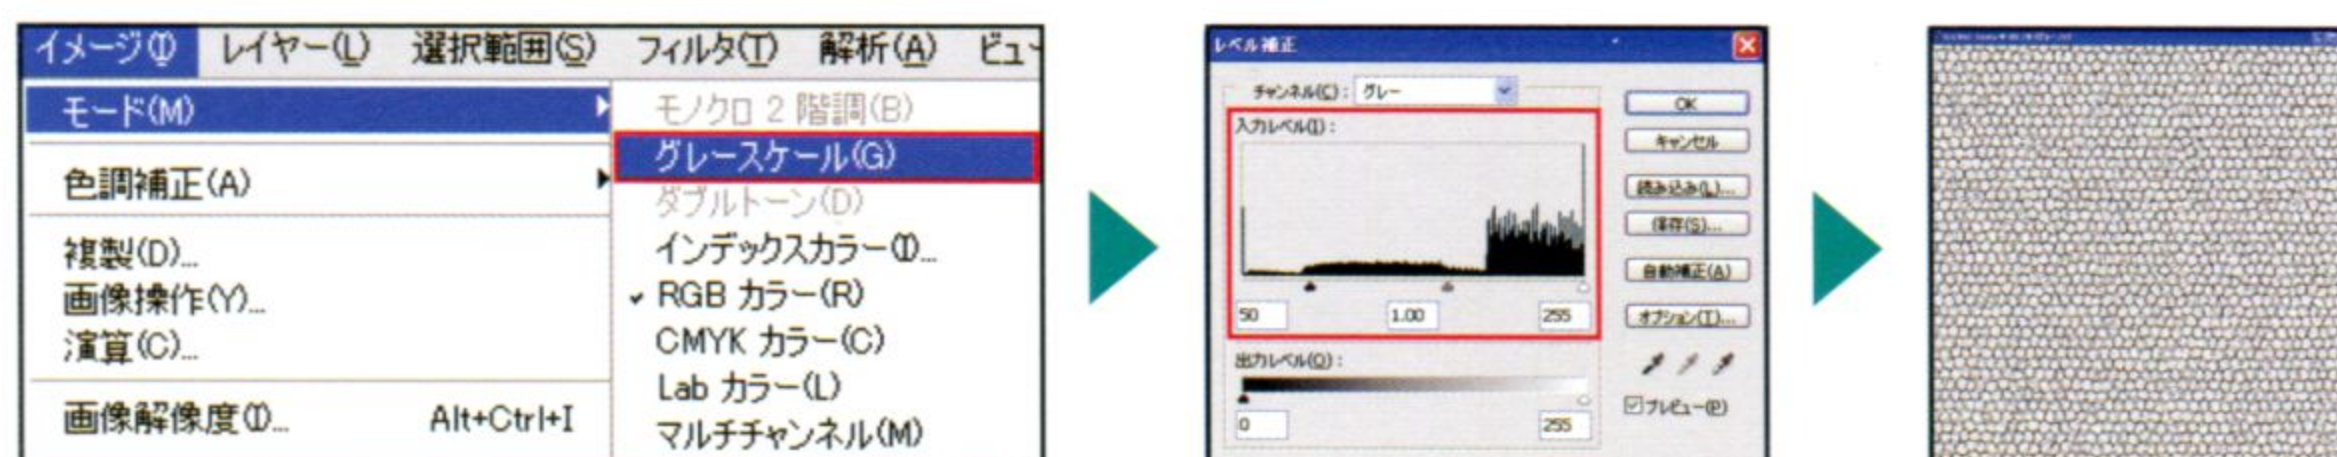 イメージ(I) レイヤー(L) 選択範囲(S) フィルタ(T) 解析(A) ビュー
モード(M)
色調補正(A)
複製(D)...
画像操作(Y)...
演算(C)...
画像解像度(I)... Alt+Ctrl+I
モノクロ 2 階調(B)
グレースケール(G)
ダブルトーン(D)
インデックスカラー(I)...
RGB カラー(R)
CMYK カラー(C)
Lab カラー(L)
マルチチャンネル(M)
レベル補正
チャンネル(C): グレー
入力レベル(I):
50 1.00 255
出力レベル(O):
0 255
OK
キャンセル
読み込み(L)...
保存(S)...
自動補正(A)
オプション(T)...
プレビュー(P)